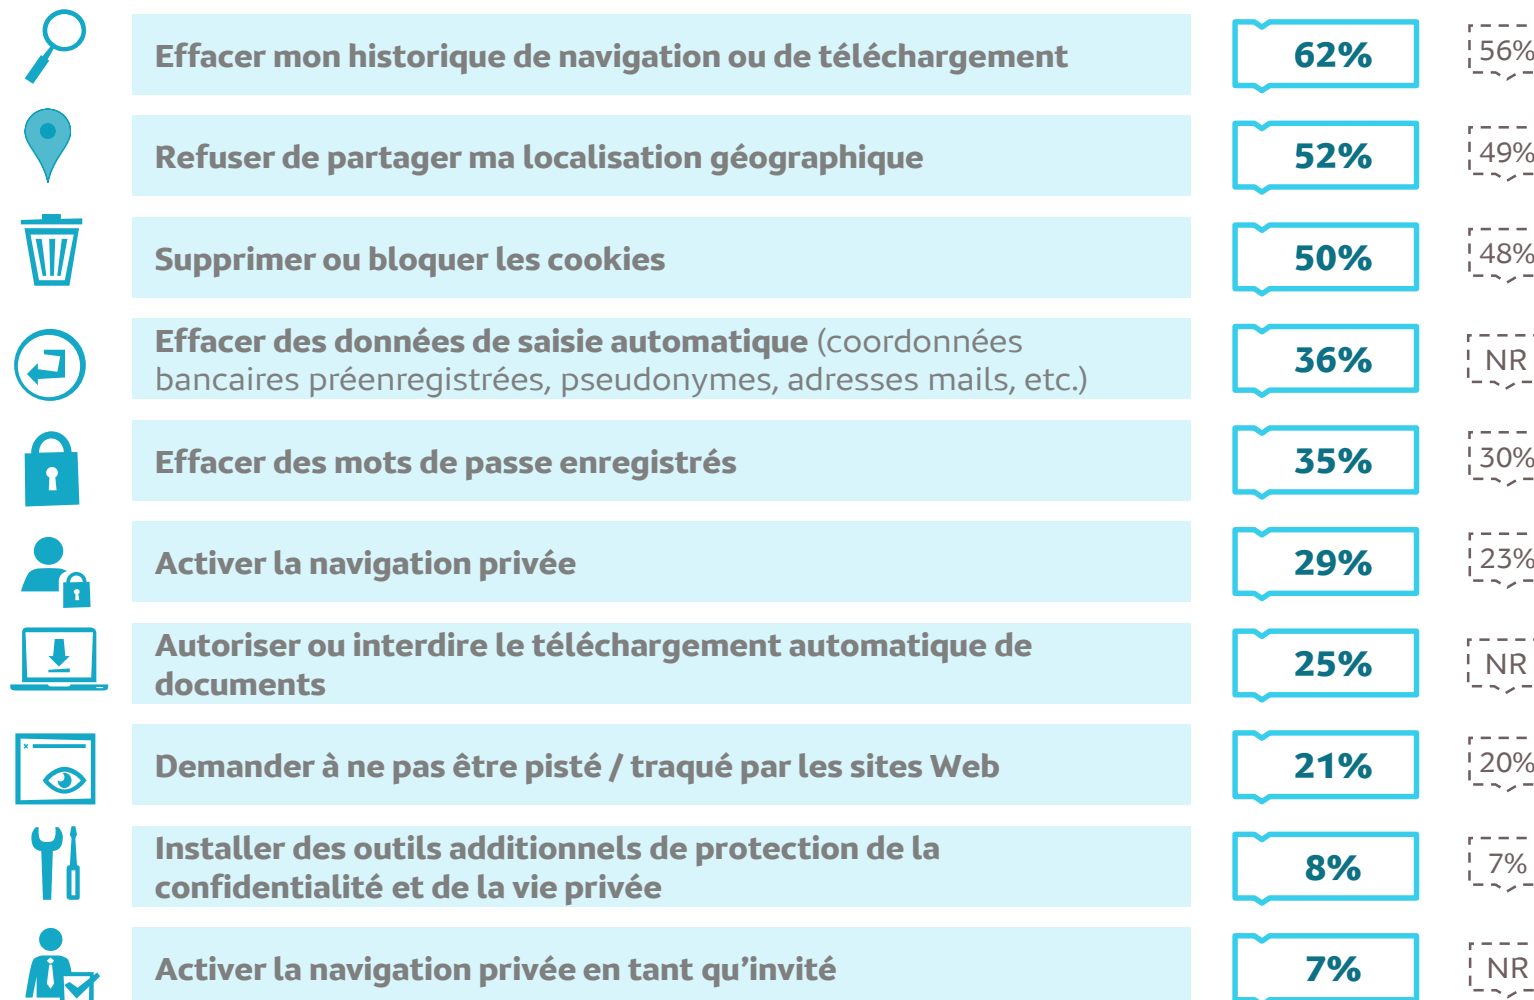 Effacer mon historique de navigation ou de téléchargement 62% 56%
Refuser de partager ma localisation géographique 52% 49%
Supprimer ou bloquer les cookies 50% 48%
Effacer des données de saisie automatique (coordonnées
bancaires préenregistrées, pseudonymes, adresses mails, etc.) 36% NR
Effacer des mots de passe enregistrés 35% 30%
Activer la navigation privée 29% 23%
Autoriser ou interdire le téléchargement automatique de
documents 25% NR
Demander à ne pas être pisté / traqué par les sites Web 21% 20%
Installer des outils additionnels de protection de la
confidentialité et de la vie privée 8% 7%
Activer la navigation privée en tant qu’invité 7% NR